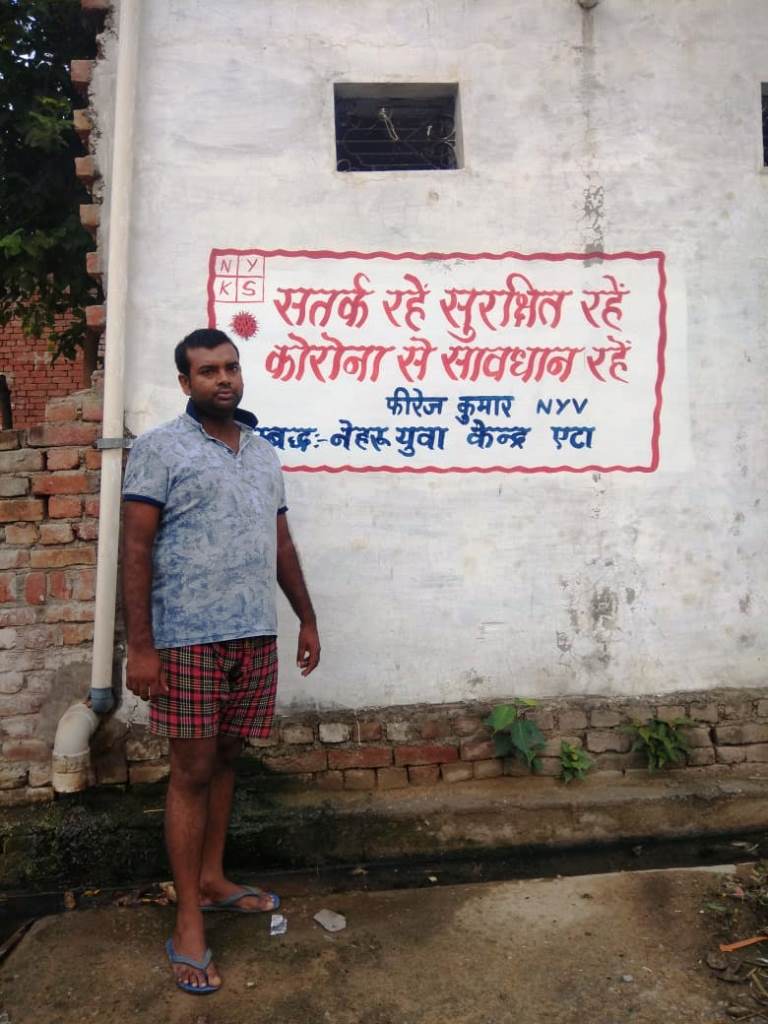 N Y
K S
सतर्क रहें सुरक्षित रहें
कोरोना से सावधान रहें
फीरेज कुमार NYV
नेहरू युवा केन्द्र एटा